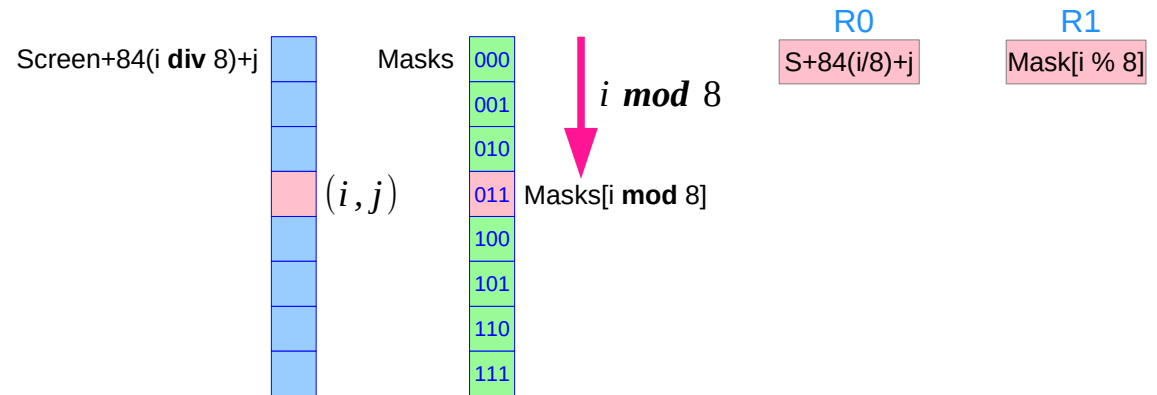 R0 R1
Screen+84(i div 8)+j Masks 000 S+84(i/8)+j Mask[i % 8]
001 i mod 8
010
(i, j) 011 Masks[i mod 8]
100
101
110
111